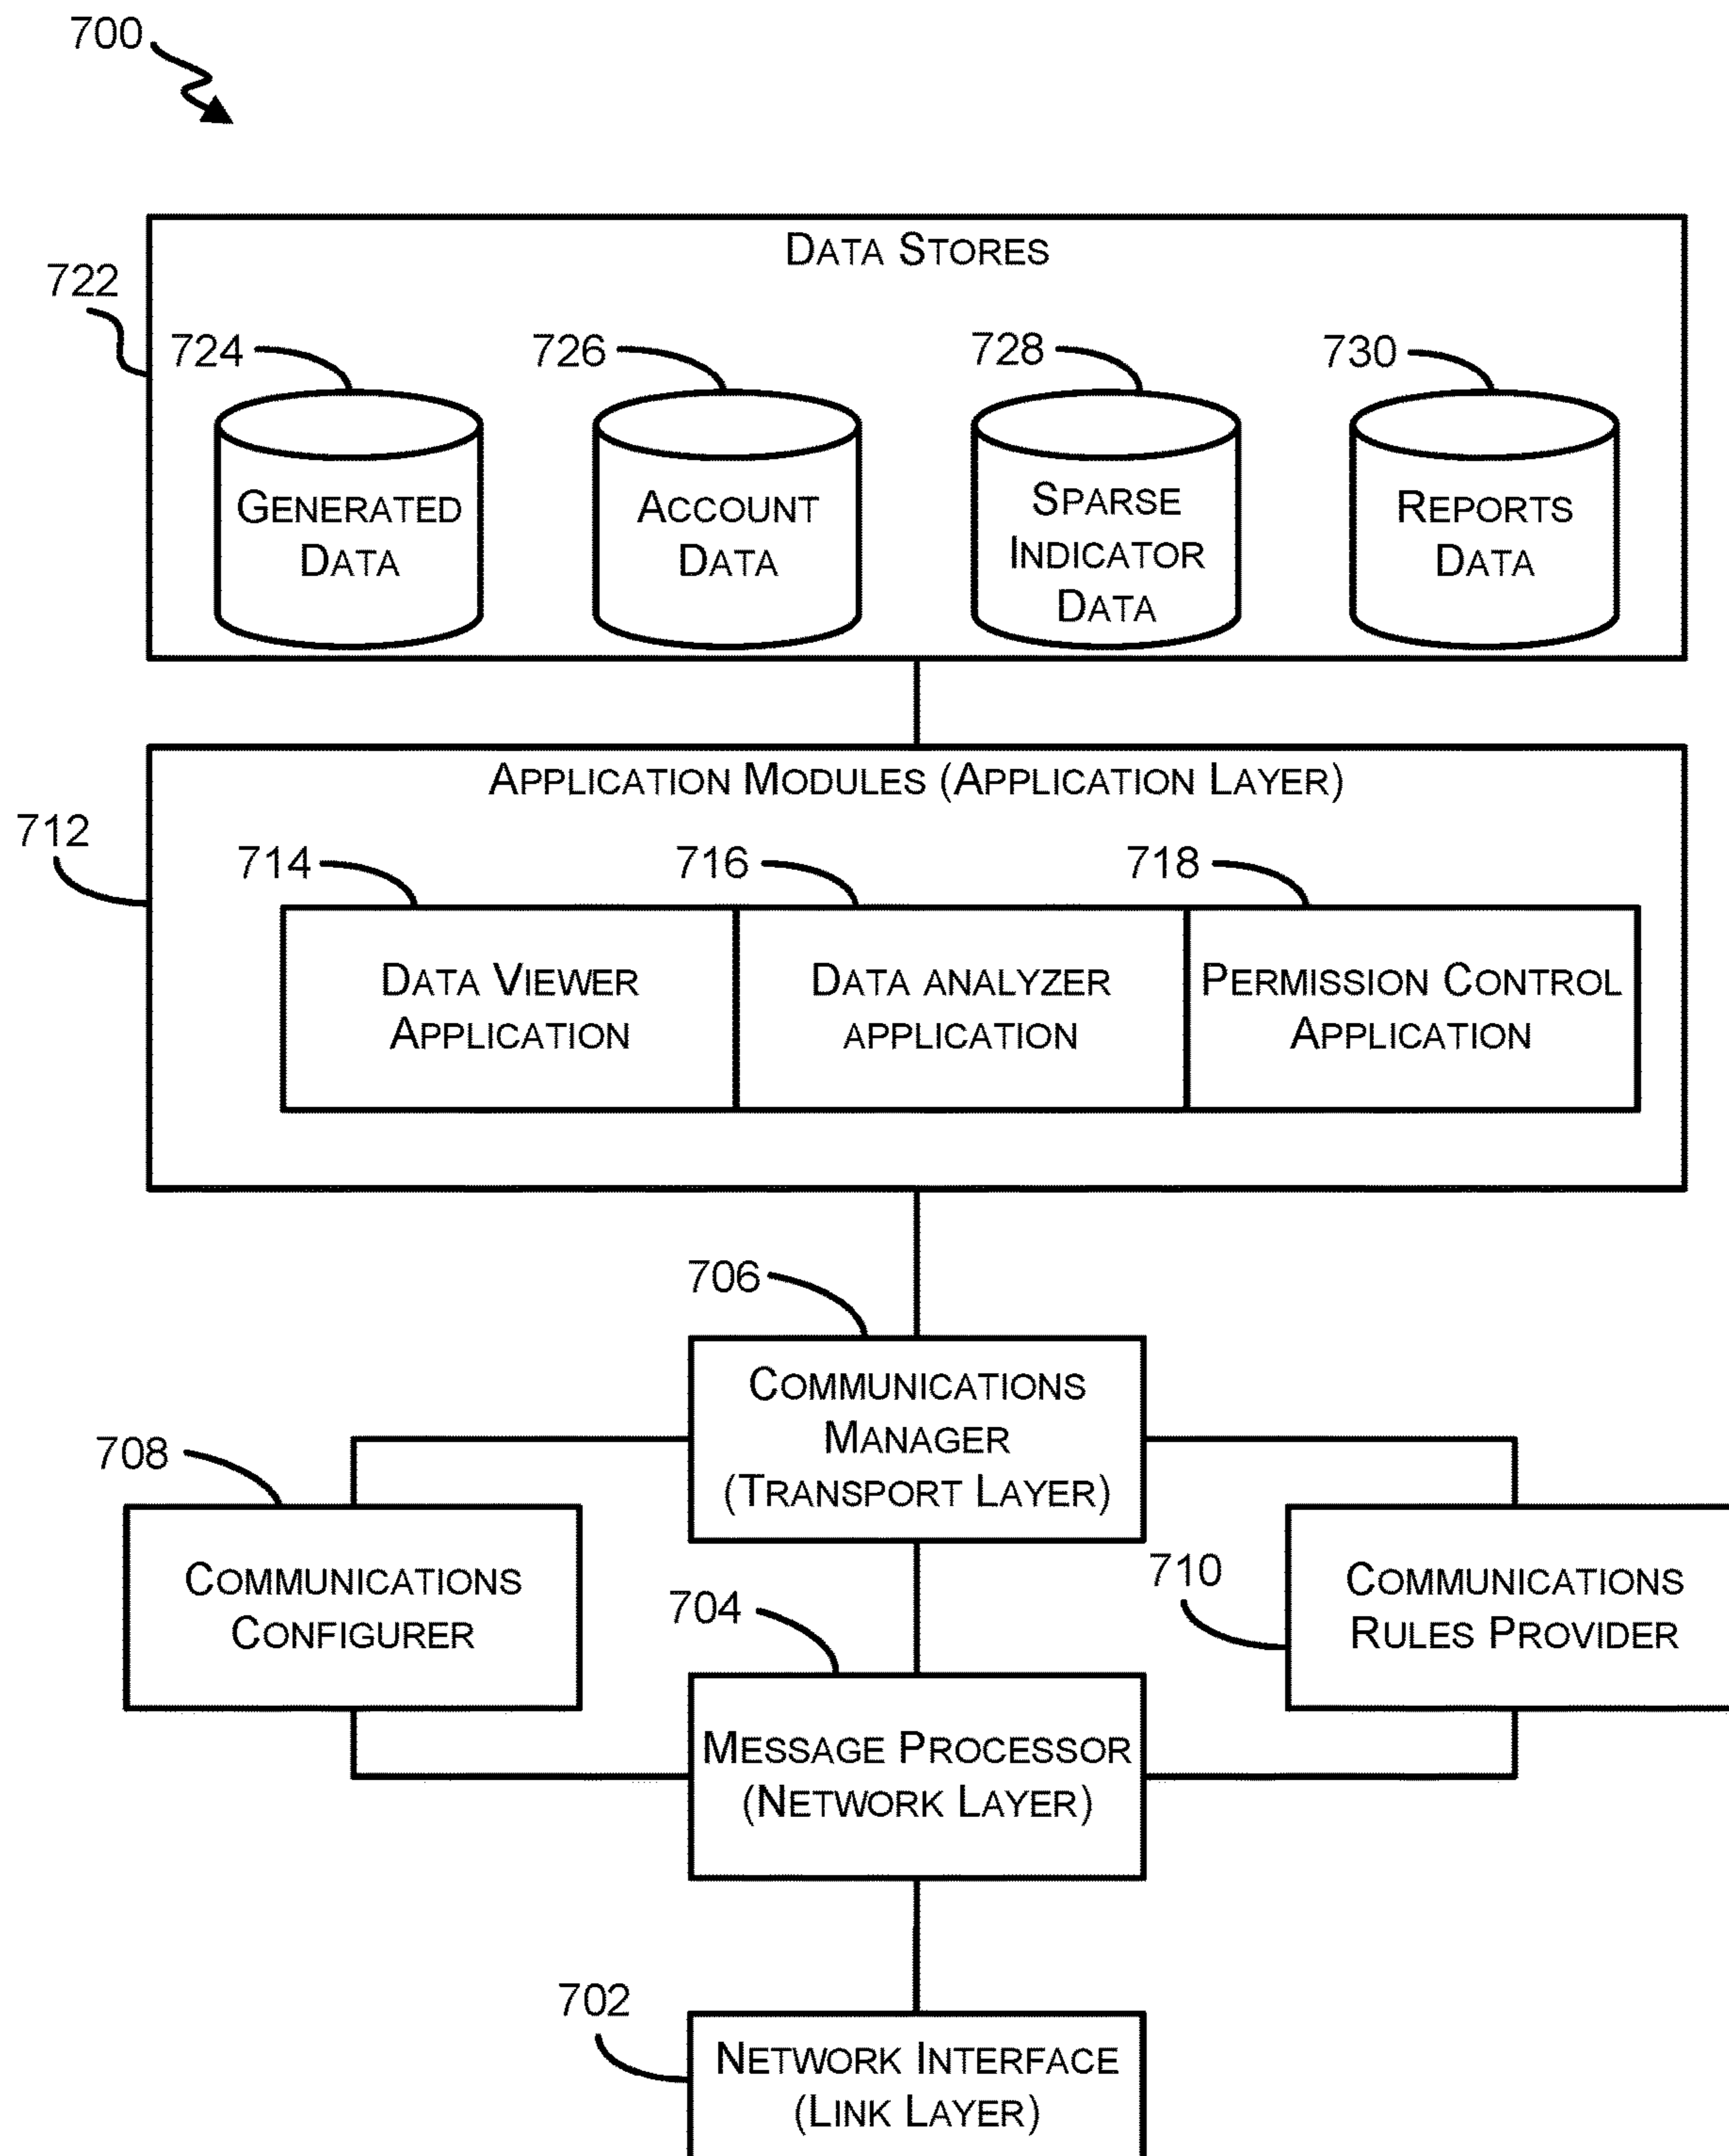 700
DATA STORES
722
724
726
728
730
GENERATED
DATA
ACCOUNT
DATA
SPARSE
INDICATOR
DATA
REPORTS
DATA
APPLICATION MODULES (APPLICATION LAYER)
712
714
716
718
DATA VIEWER
APPLICATION
DATA ANALYZER
APPLICATION
PERMISSION CONTROL
APPLICATION
706
COMMUNICATIONS
MANAGER
(TRANSPORT LAYER)
708
COMMUNICATIONS
CONFIGURER
710
COMMUNICATIONS
RULES PROVIDER
704
MESSAGE PROCESSOR
(NETWORK LAYER)
702
NETWORK INTERFACE
(LINK LAYER)